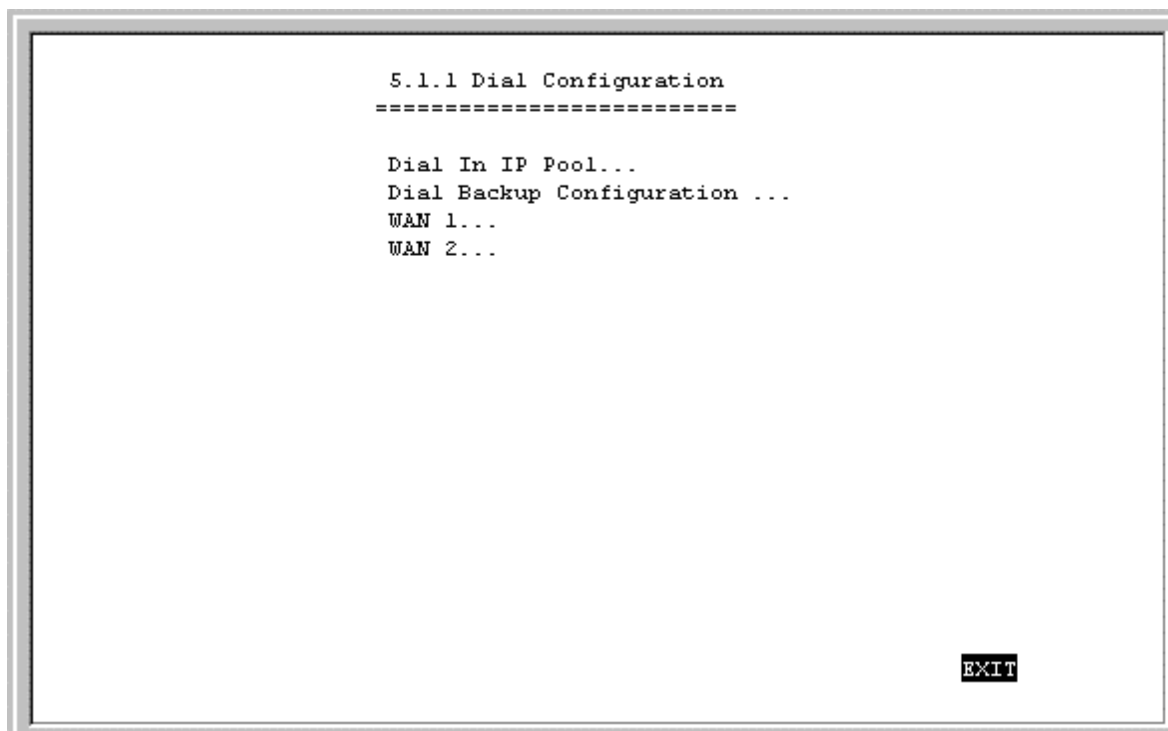 5.1.1 Dial Configuration
==========================
Dial In IP Pool...
Dial Backup Configuration ...
WAN 1...
WAN 2...
EXIT